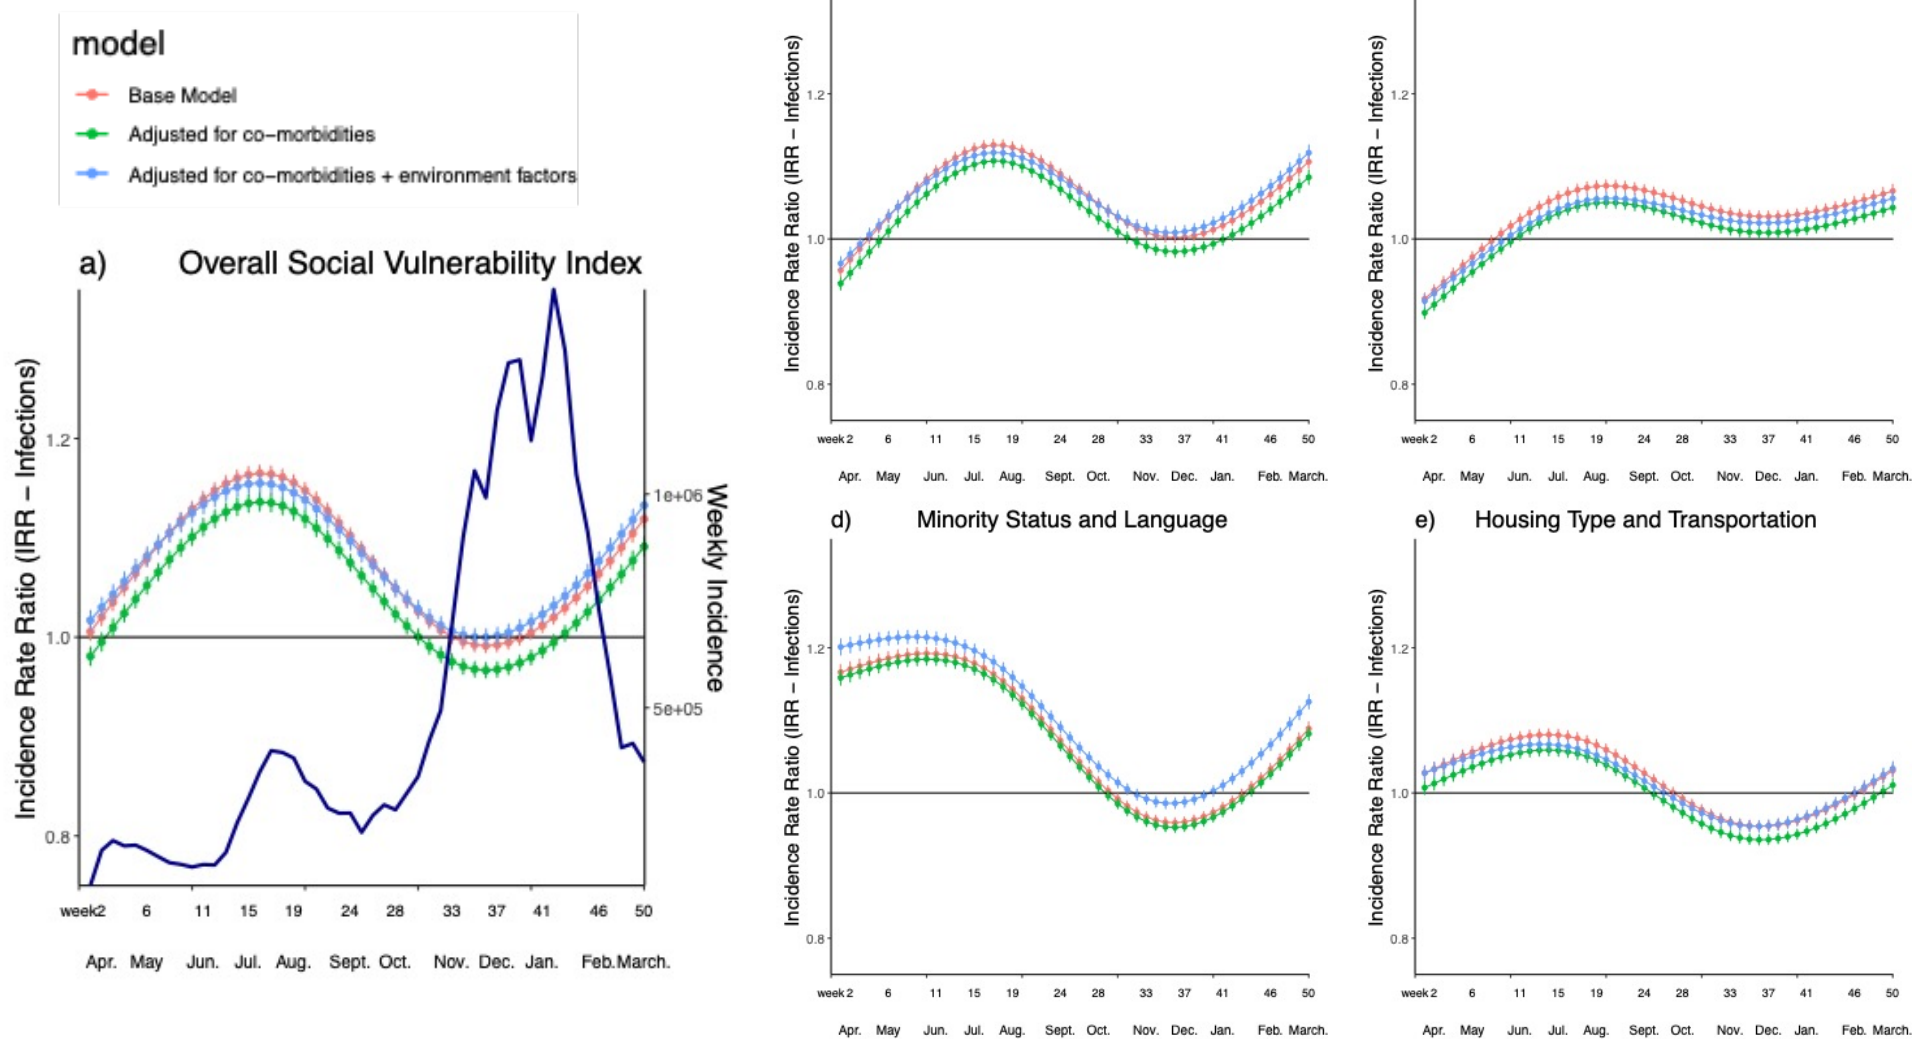 model
Base Model
Adjusted for co-morbidities
Adjusted for co-morbidities + environment factors
a) Overall Social Vulnerability Index
Incidence Rate Ratio (IRR – Infections)
1.2
1.0
0.8
1e+06
5e+05
Weekly Incidence
week2 6 11 15 19 24 28 33 37 41 46 50
Apr. May Jun. Jul. Aug. Sept. Oct. Nov. Dec. Jan. Feb. March.
Incidence Rate Ratio (IRR – Infections)
1.2
1.0
0.8
week 2 6 11 15 19 24 28 33 37 41 46 50
Apr. May Jun. Jul. Aug. Sept. Oct. Nov. Dec. Jan. Feb. March.
Incidence Rate Ratio (IRR – Infections)
1.2
1.0
0.8
week 2 6 11 15 19 24 28 33 37 41 46 50
Apr. May Jun. Jul. Aug. Sept. Oct. Nov. Dec. Jan. Feb. March.
d) Minority Status and Language
Incidence Rate Ratio (IRR – Infections)
1.2
1.0
0.8
week 2 6 11 15 19 24 28 33 37 41 46 50
Apr. May Jun. Jul. Aug. Sept. Oct. Nov. Dec. Jan. Feb. March.
e) Housing Type and Transportation
Incidence Rate Ratio (IRR – Infections)
1.2
1.0
0.8
week 2 6 11 15 19 24 28 33 37 41 46 50
Apr. May Jun. Jul. Aug. Sept. Oct. Nov. Dec. Jan. Feb. March.